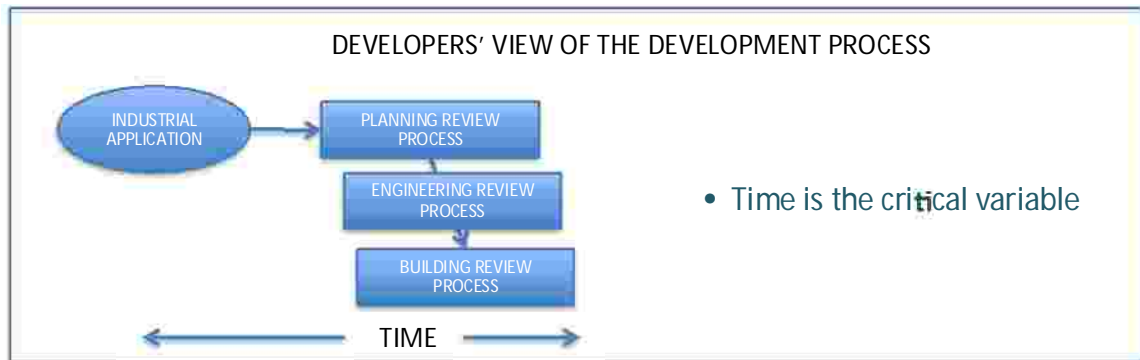 DEVELOPERS’ VIEW OF THE DEVELOPMENT PROCESS
INDUSTRIAL
APPLICATION
PLANNING REVIEW
PROCESS
ENGINEERING REVIEW
PROCESS
• Time is the critical variable
BUILDING REVIEW
PROCESS
TIME